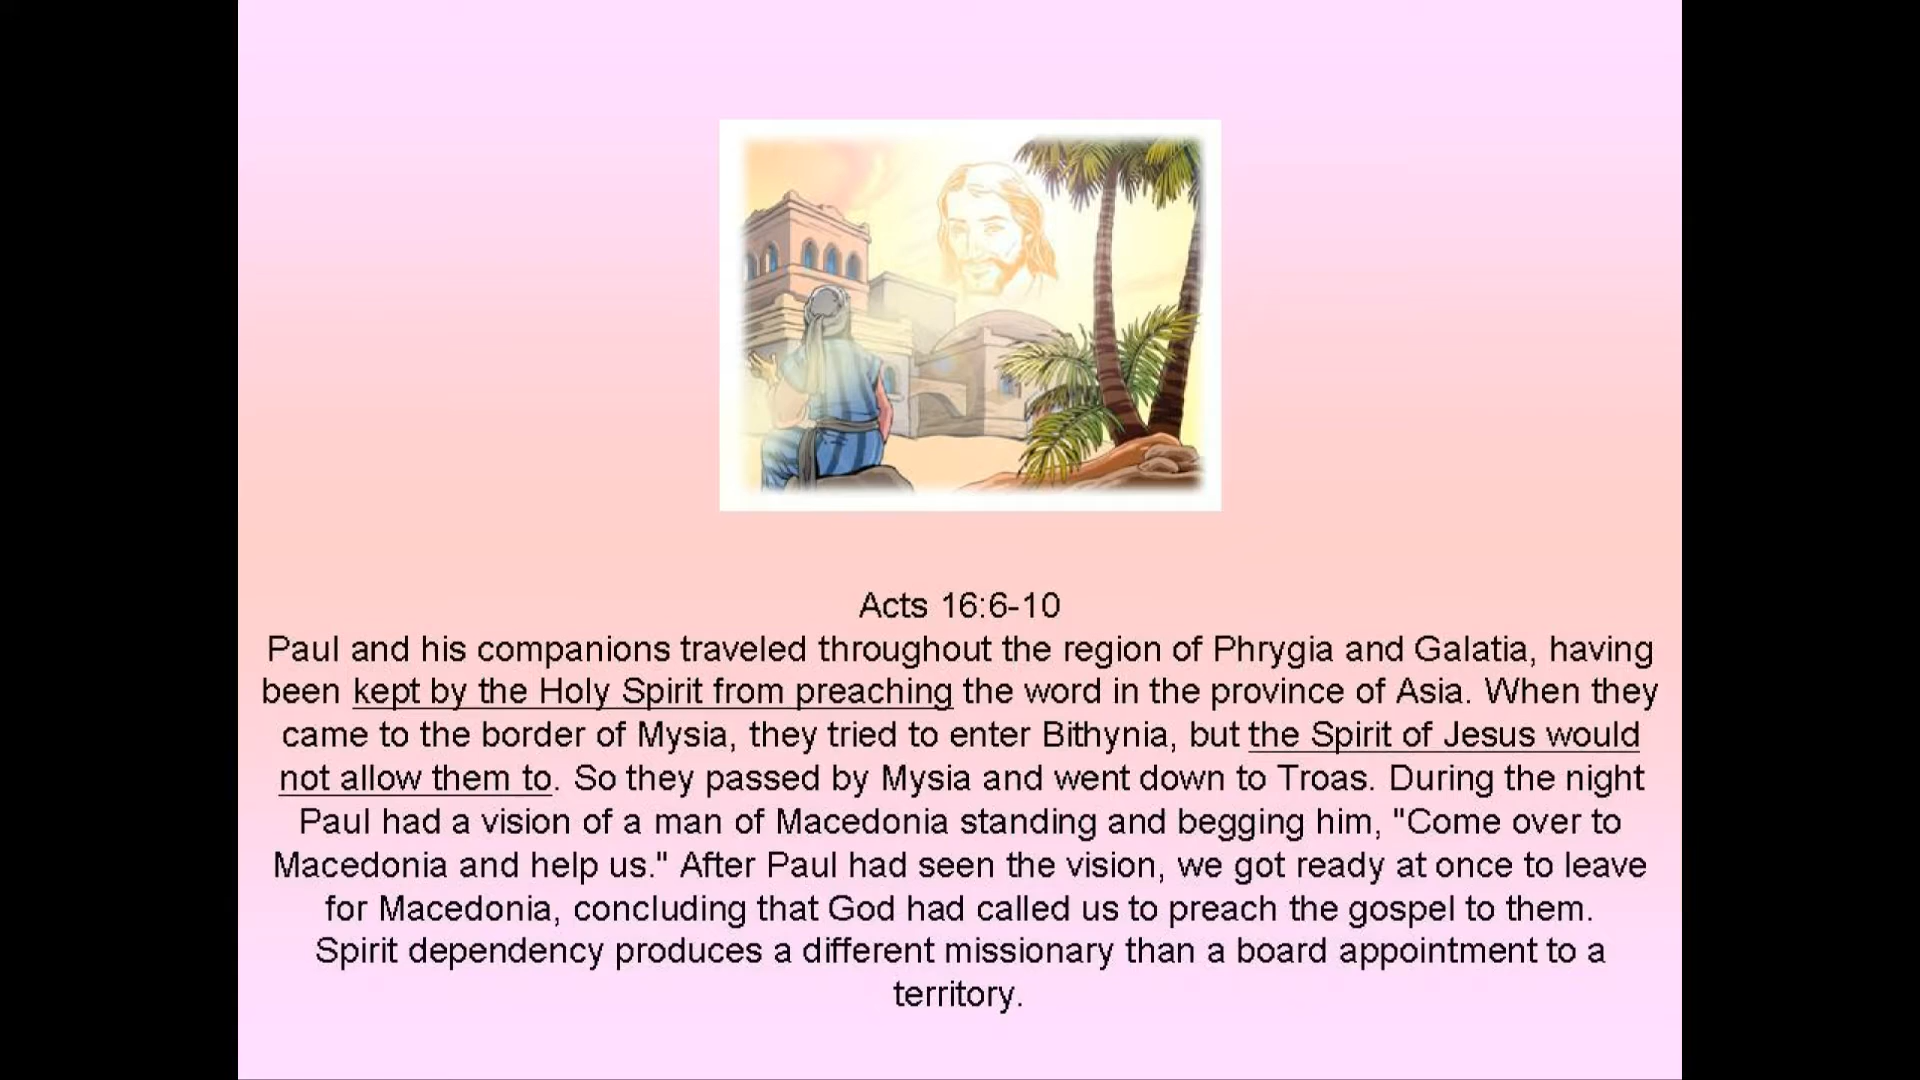 Acts 16:6-10
Paul and his companions traveled throughout the region of Phrygia and Galatia, having
been kept by the Holy Spirit from preaching the word in the province of Asia. When they
came to the border of Mysia, they tried to enter Bithynia, but the Spirit of Jesus would
not allow them to. So they passed by Mysia and went down to Troas. During the night
Paul had a vision of a man of Macedonia standing and begging him, "Come over to
Macedonia and help us." After Paul had seen the vision, we got ready at once to leave
for Macedonia, concluding that God had called us to preach the gospel to them.
Spirit dependency produces a different missionary than a board appointment to a
territory.